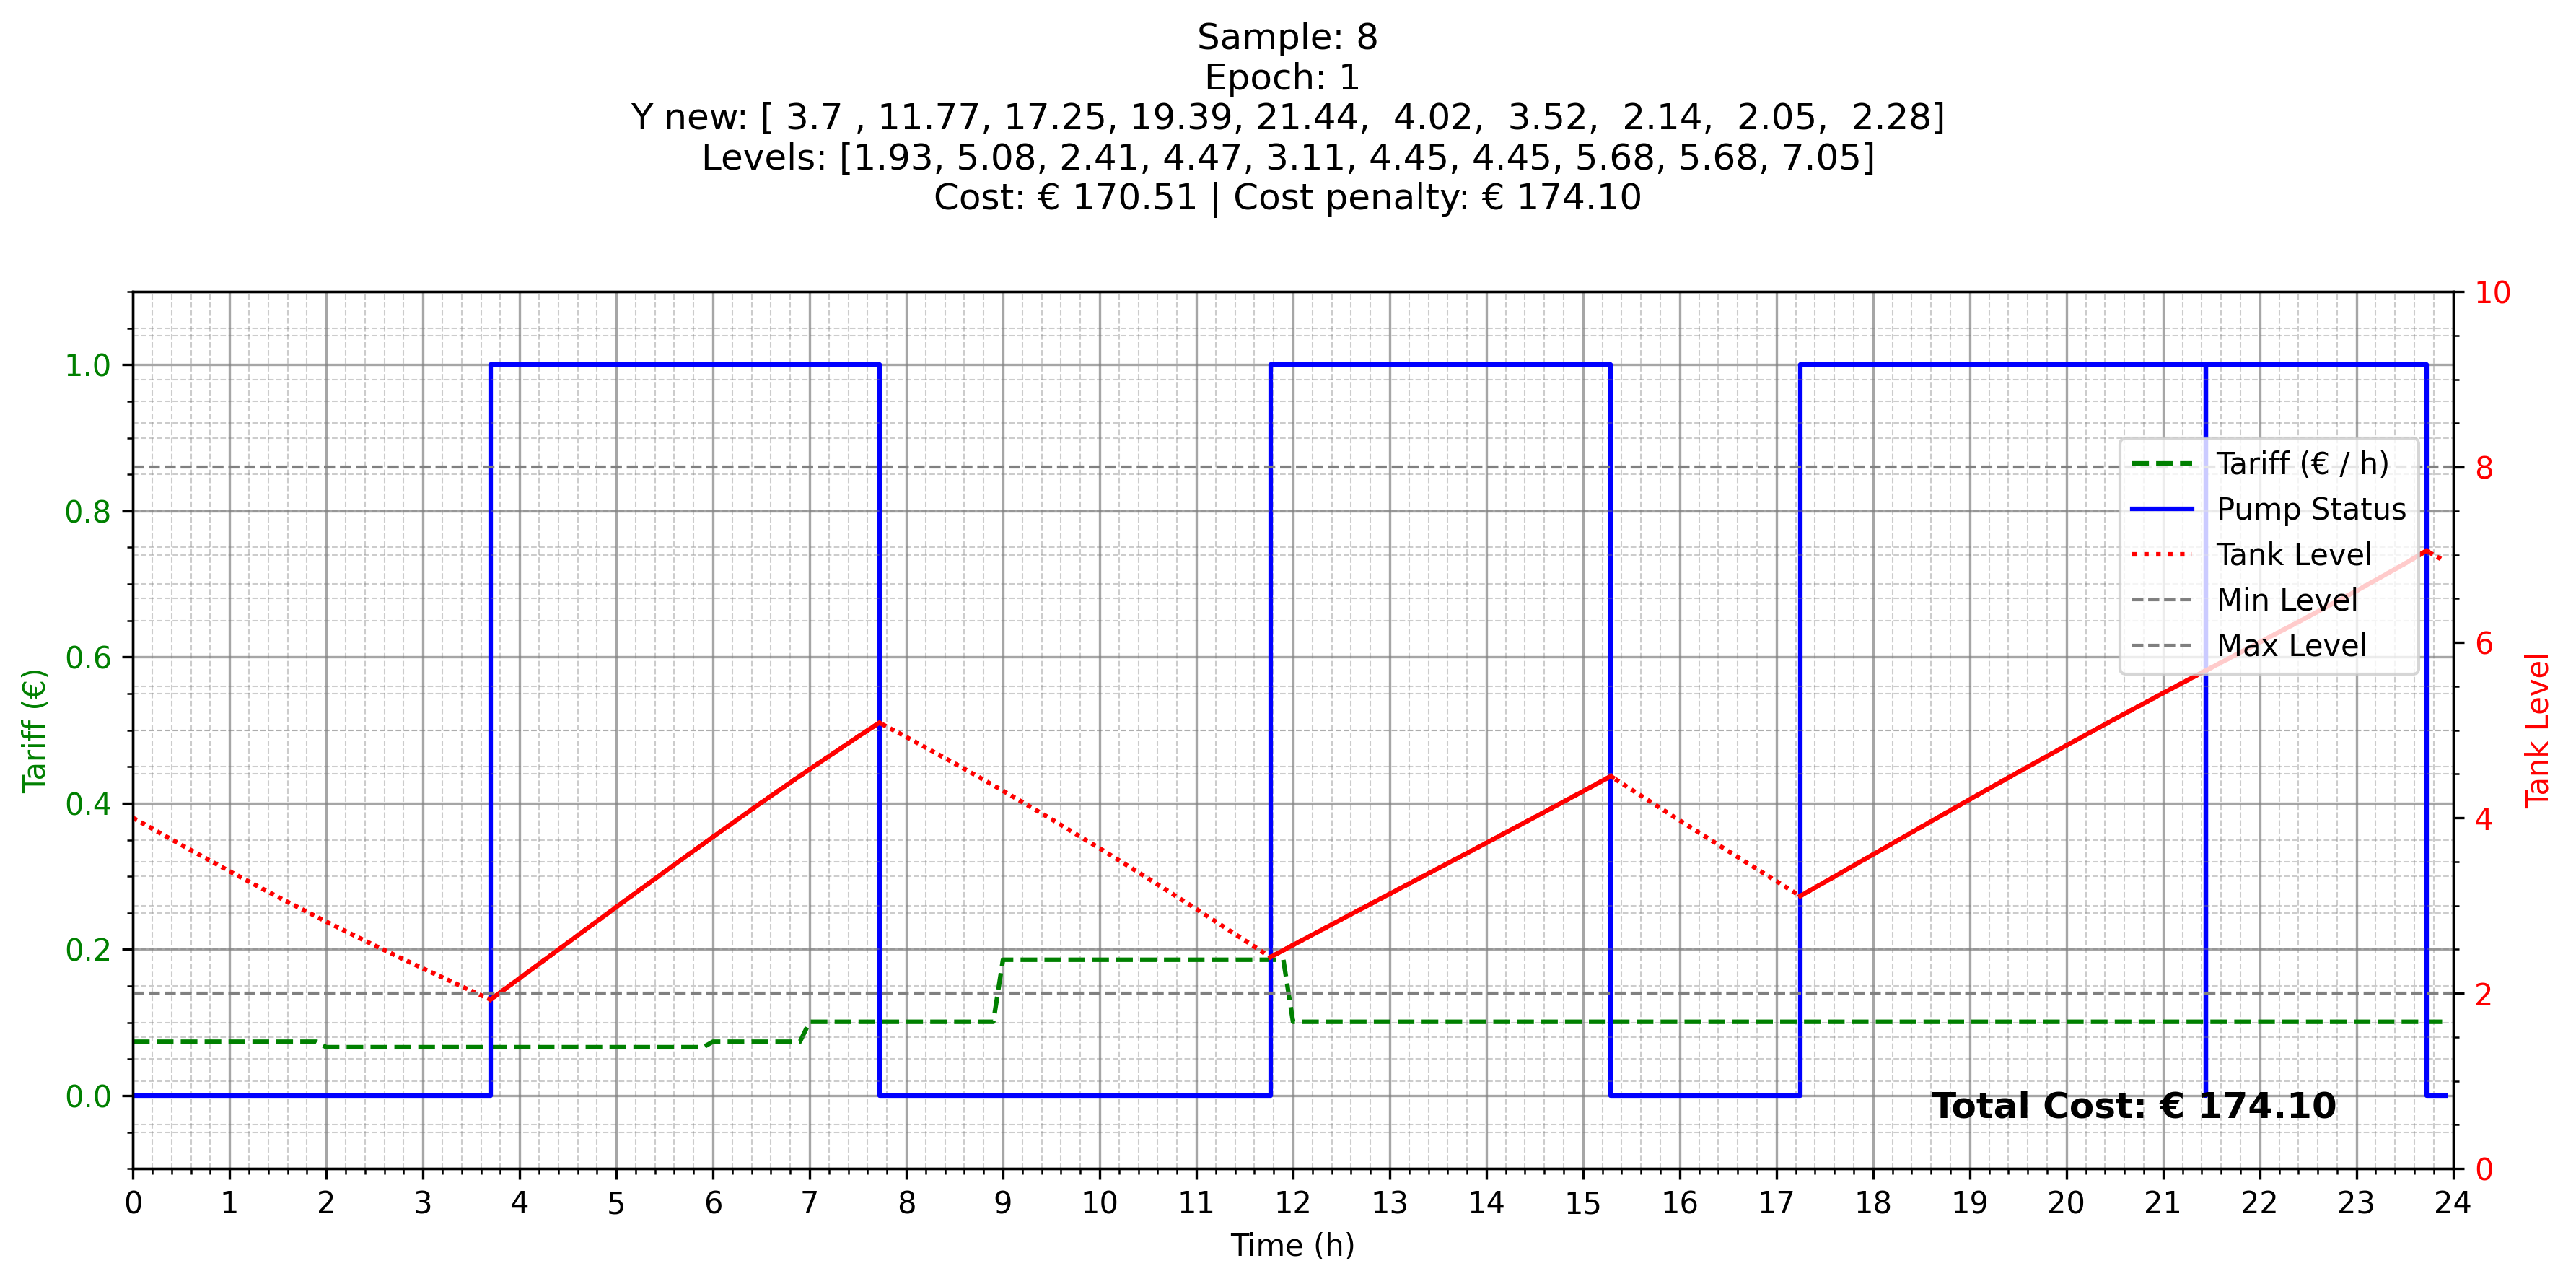 Sample: 8
Epoch: 1
Y new: [ 3.7 , 11.77, 17.25, 19.39, 21.44,  4.02,  3.52,  2.14,  2.05,  2.28]
Levels: [1.93, 5.08, 2.41, 4.47, 3.11, 4.45, 4.45, 5.68, 5.68, 7.05]
Cost: € 170.51 | Cost penalty: € 174.10
Tariff (€)
1.0
0.8
0.6
0.4
0.2
0.0
Tariff (€ / h)
Pump Status
Tank Level
Min Level
Max Level
Total Cost: € 174.10
10
8
6
4
2
0
Tank Level
0 1 2 3 4 5 6 7 8 9 10 11 12 13 14 15 16 17 18 19 20 21 22 23 24
Time (h)